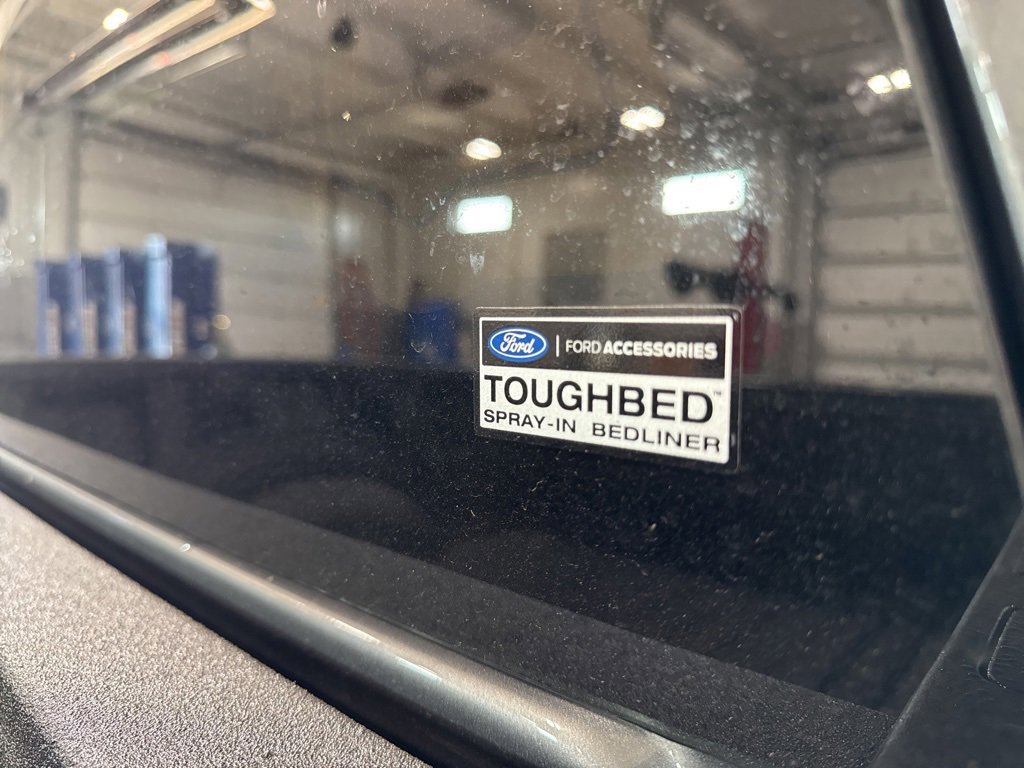 Ford | FORD ACCESSORIES
TOUGHBED™
SPRAY-IN BEDLINER